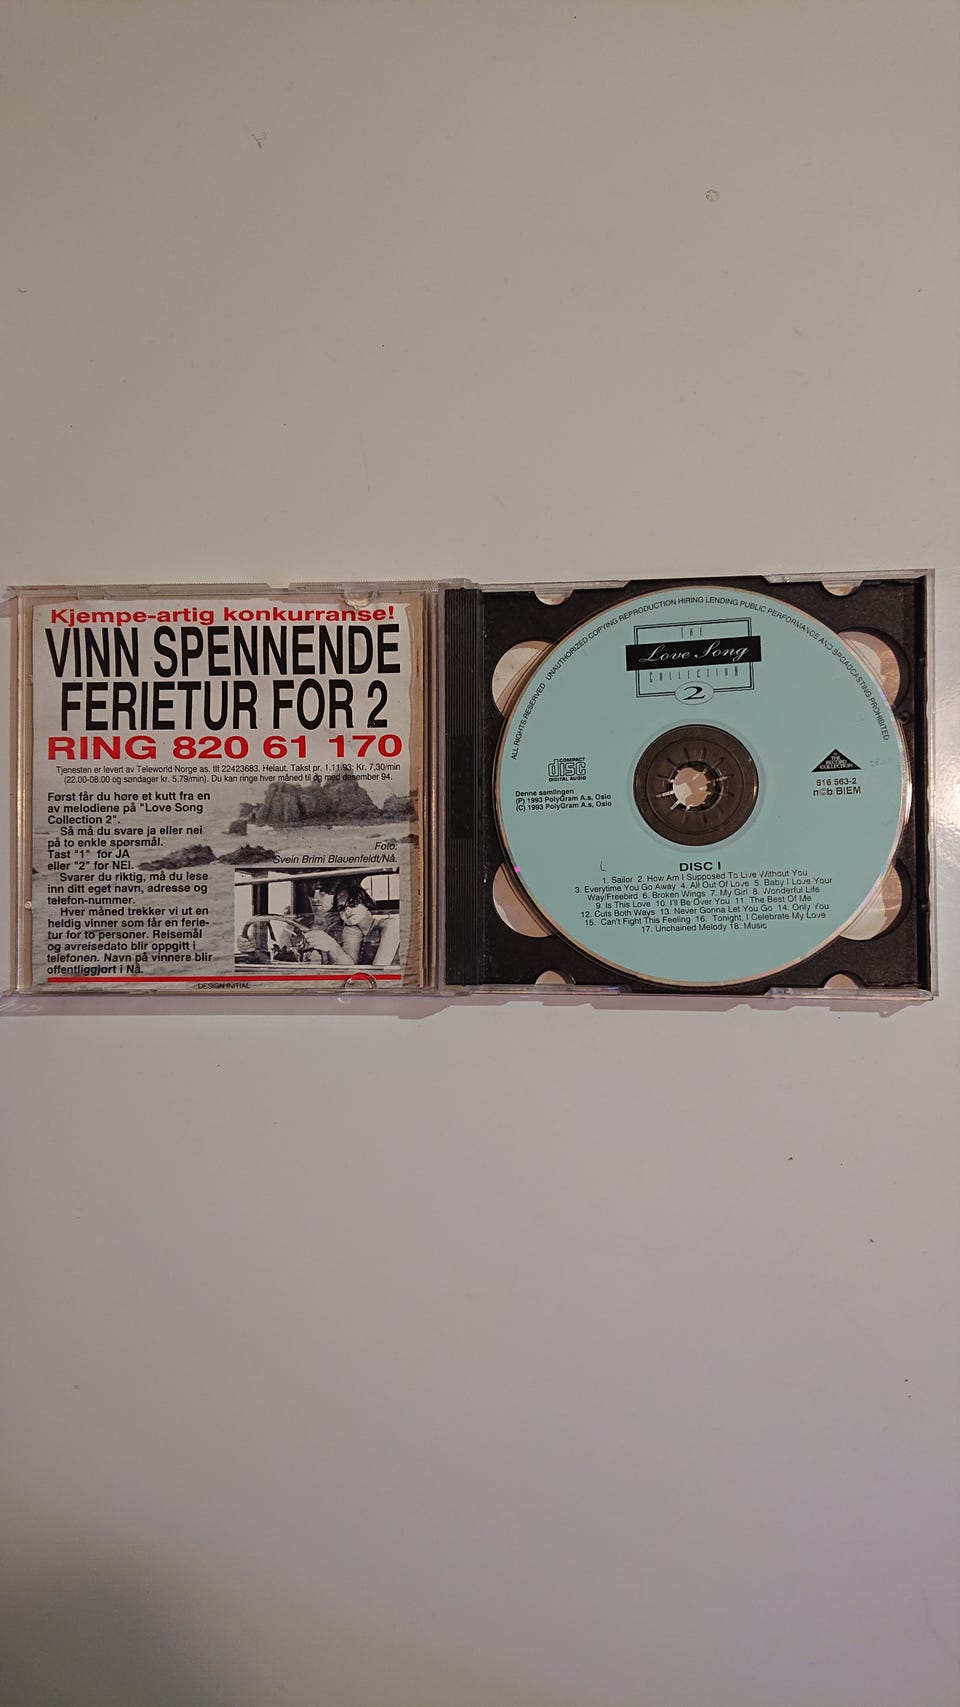 Kjempe-artig konkurranse!
VINN SPENNENDE
FERIETUR FOR 2
RING 820 61 170
Tjenesten er levert av Teleworld Norge as, tlf 22423683, Helaut. Takst pr. 1.11.93: Kr. 7,30/min
(22.00-08.00 og søndager kr. 5,79/min). Du kan ringe hver måned til og med desember 94.
Først får du høre et kutt fra en
av melodiene på "Love Song
Collection 2".
Så må du svare ja eller nei
på to enkle spørsmål.
Tast "1" for JA
eller "2" for NEI.
Svarer du riktig, må du lese
inn ditt eget navn, adresse og
telefon-nummer.
Hver måned trekker vi ut en
heldig vinner som får en ferie-
tur for to personer. Reisemål
og avreisedato blir oppgitt i
telefonen. Navn på vinnere blir
offentliggjort i Nå.
Foto:
Svein Brimi Blauenfeldt/Nå.
DESIGN INITIAL
ALL RIGHTS RESERVED UNAUTHORIZED COPYING REPRODUCTION HIRING LENDING PUBLIC PERFORMANCE AND BROADCASTING PROHIBITED
THE
Love Song
COLLECTION
2
COMPACT
disc
DIGITAL AUDIO
Denne samlingen
(P) 1993 PolyGram A.s, Oslo
(C) 1993 PolyGram A.s, Oslo
THE
RECORD
COLLECTION
516 563-2
n©b BIEM
DISC I
1. Sailor 2. How Am I Supposed To Live Without You
3. Everytime You Go Away 4. All Out Of Love 5. Baby I Love Your
Way/Freebird 6. Broken Wings 7. My Girl 8. Wonderful Life
9. Is This Love 10. I'll Be Over You 11. The Best Of Me
12. Cuts Both Ways 13. Never Gonna Let You Go 14. Only You
15. Can't Fight This Feeling 16. Tonight, I Celebrate My Love
17. Unchained Melody 18. Music